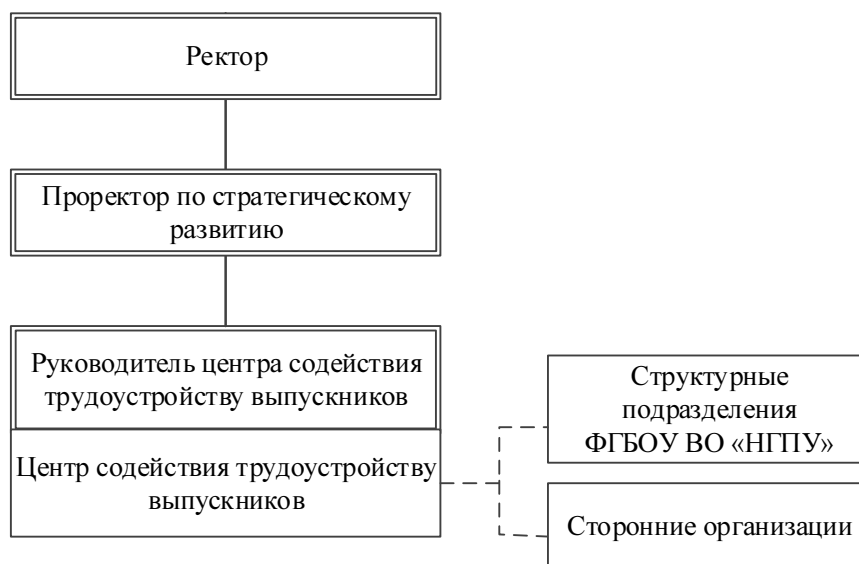 Ректор
Проректор по стратегическому
развитию
Руководитель центра содействия
трудоустройству выпускников
Центр содействия трудоустройству
выпускников
Структурные
подразделения
ФГБОУ ВО «НГПУ»
Сторонние организации